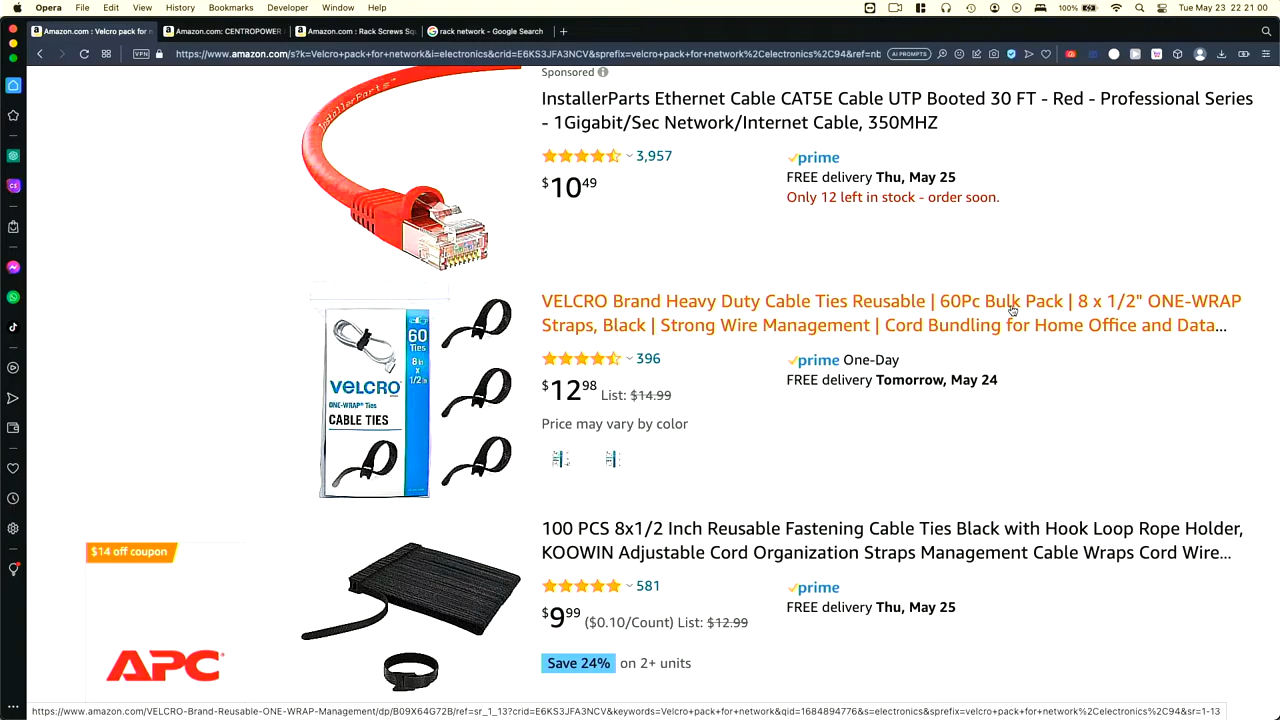 Opera File Edit View History Bookmarks Developer Window Help 100% Tue May 23 22 21 00
Amazon.com : Velcro pack for n Amazon.com: CENTROPOWER Amazon.com : Rack Screws Squ rack network - Google Search
VPN https://www.amazon.com/s?k=Velcro+pack+for+network&i=electronics&crid=E6KS3JFA3NCV&sprefix=velcro+pack+for+network%2Celectronics%2C94&ref=nb AI PROMPTS
Sponsored
InstallerParts Ethernet Cable CAT5E Cable UTP Booted 30 FT - Red - Professional Series
- 1Gigabit/Sec Network/Internet Cable, 350MHZ
3,957
prime
$10 49
FREE delivery Thu, May 25
Only 12 left in stock - order soon.
InstallerParts
VELCRO Brand Heavy Duty Cable Ties Reusable | 60Pc Bulk Pack | 8 x 1/2" ONE-WRAP
Straps, Black | Strong Wire Management | Cord Bundling for Home Office and Data...
396
prime One-Day
FREE delivery Tomorrow, May 24
$12 98 List: $14.99
Price may vary by color
60
Ties
8in
x
1/2in
VELCRO
ONE-WRAP® Ties
CABLE TIES
100 PCS 8x1/2 Inch Reusable Fastening Cable Ties Black with Hook Loop Rope Holder,
KOOWIN Adjustable Cord Organization Straps Management Cable Wraps Cord Wire...
581
prime
FREE delivery Thu, May 25
$9 99 ($0.10/Count) List: $12.99
Save 24% on 2+ units
$14 off coupon
APC
https://www.amazon.com/VELCRO-Brand-Reusable-ONE-WRAP-Management/dp/B09X64G72B/ref=sr_1_13?crid=E6KS3JFA3NCV&keywords=Velcro+pack+for+network&qid=1684894776&s=electronics&sprefix=velcro+pack+for+network%2Celectronics%2C94&sr=1-13